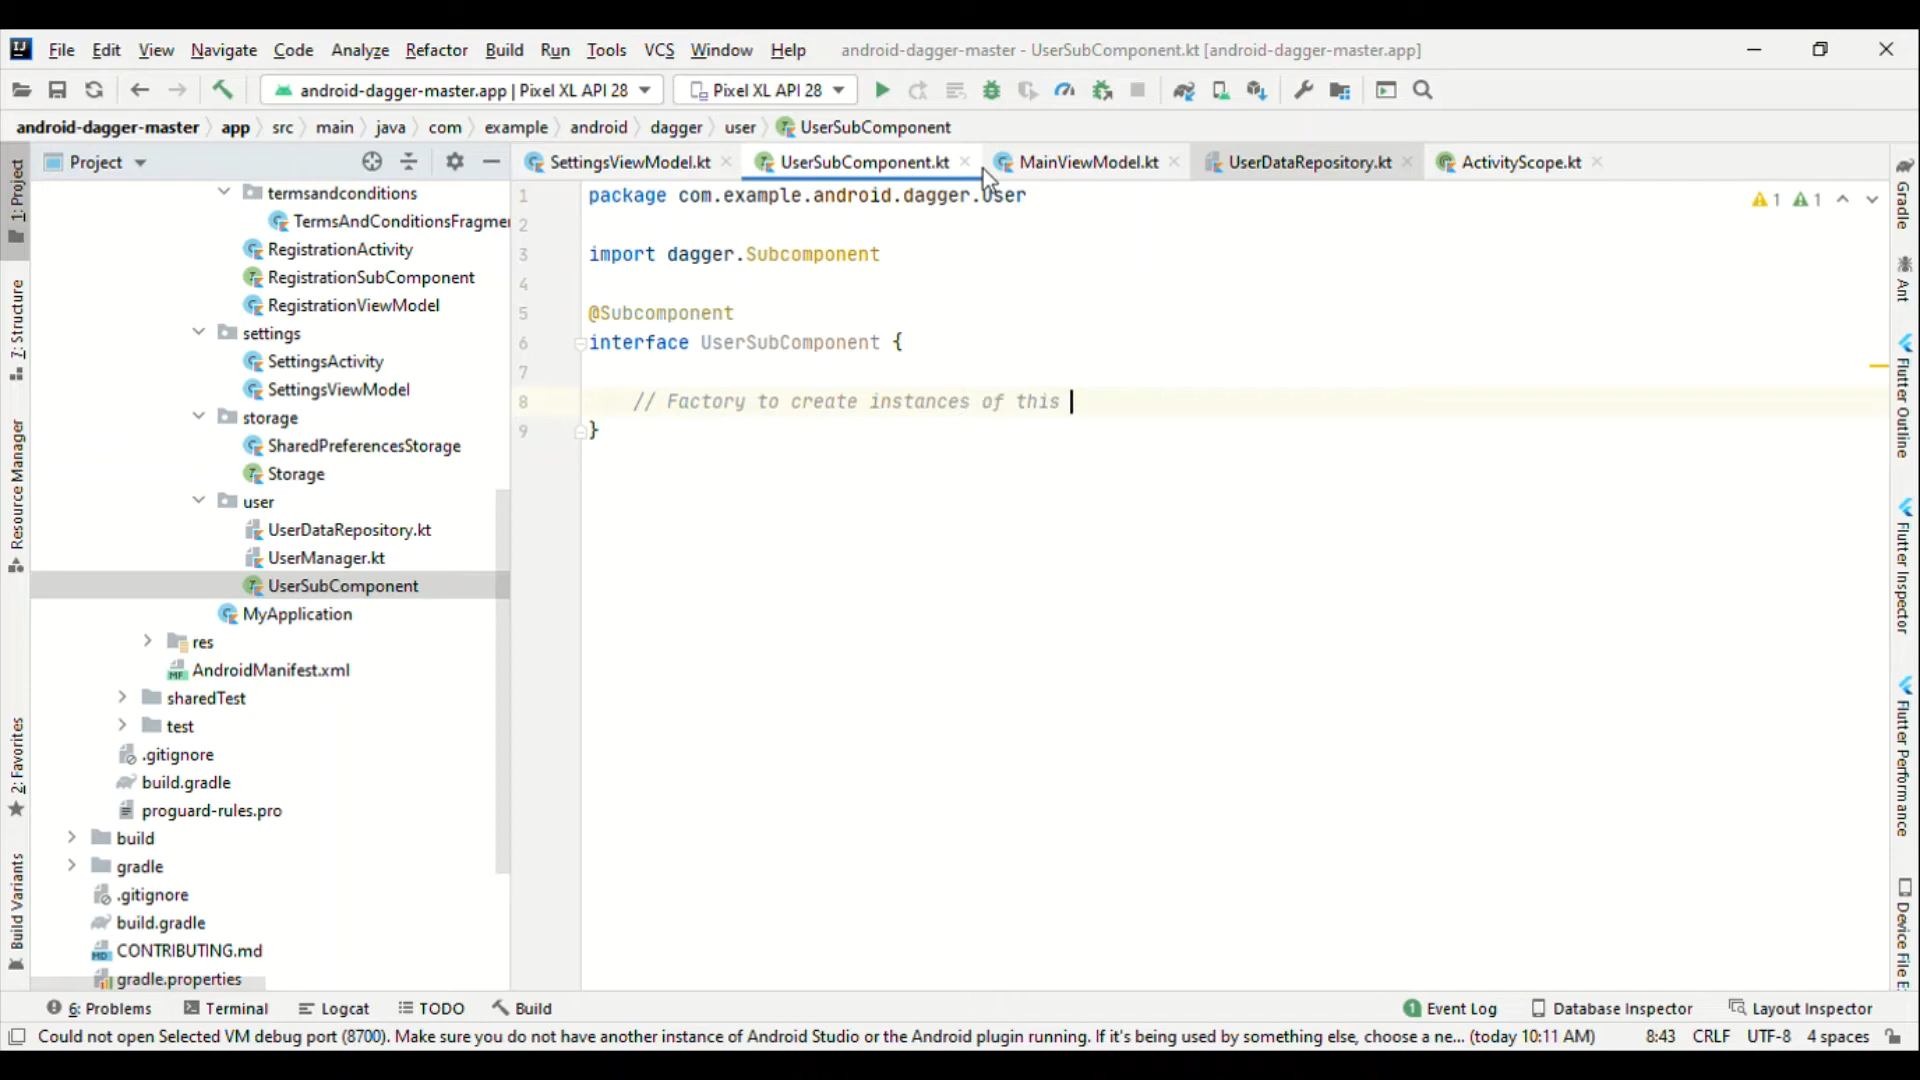 File Edit View Navigate Code Analyze Refactor Build Run Tools VCS Window Help android-dagger-master - UserSubComponent.kt [android-dagger-master.app]
android-dagger-master.app | Pixel XL API 28 Pixel XL API 28
android-dagger-master app src main java com example android dagger user UserSubComponent
Project
SettingsViewModel.kt UserSubComponent.kt MainViewModel.kt UserDataRepository.kt ActivityScope.kt
termsandconditions
TermsAndConditionsFragmen
RegistrationActivity
RegistrationSubComponent
RegistrationViewModel
settings
SettingsActivity
SettingsViewModel
storage
SharedPreferencesStorage
Storage
user
UserDataRepository.kt
UserManager.kt
UserSubComponent
MyApplication
res
AndroidManifest.xml
sharedTest
test
.gitignore
build.gradle
proguard-rules.pro
build
gradle
.gitignore
build.gradle
CONTRIBUTING.md
gradle.properties
1 package com.example.android.dagger.user
2
3 import dagger.Subcomponent
4
5 @Subcomponent
6 interface UserSubComponent {
7
8 // Factory to create instances of this
9 }
1 1
1: Project
7: Structure
Resource Manager
2: Favorites
Build Variants
Gradle
Ant
Flutter Outline
Flutter Inspector
Flutter Performance
Device File E
6: Problems Terminal Logcat TODO Build 1 Event Log Database Inspector Layout Inspector
Could not open Selected VM debug port (8700). Make sure you do not have another instance of Android Studio or the Android plugin running. If it's being used by something else, choose a ne... (today 10:11 AM) 8:43 CRLF UTF-8 4 spaces